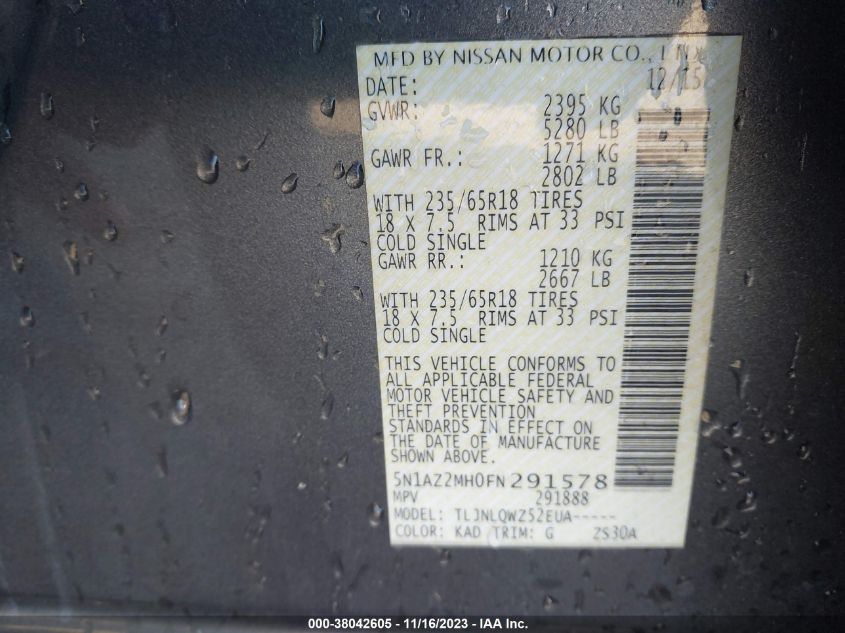 MFD BY NISSAN MOTOR CO., LTD.
DATE: 12/15
GVWR: 2395 KG
5280 LB
GAWR FR.: 1271 KG
2802 LB
WITH 235/65R18 TIRES
18 X 7.5 RIMS AT 33 PSI
COLD SINGLE
GAWR RR.: 1210 KG
2667 LB
WITH 235/65R18 TIRES
18 X 7.5 RIMS AT 33 PSI
COLD SINGLE
THIS VEHICLE CONFORMS TO
ALL APPLICABLE FEDERAL
MOTOR VEHICLE SAFETY AND
THEFT PREVENTION
STANDARDS IN EFFECT ON
THE DATE OF MANUFACTURE
SHOWN ABOVE.
5N1AZ2MH0FN291578
MPV 291888
MODEL: TLJNLQWZ52EUA-----
COLOR: KAD TRIM: G ZS30A
000-38042605 - 11/16/2023 - IAA Inc.